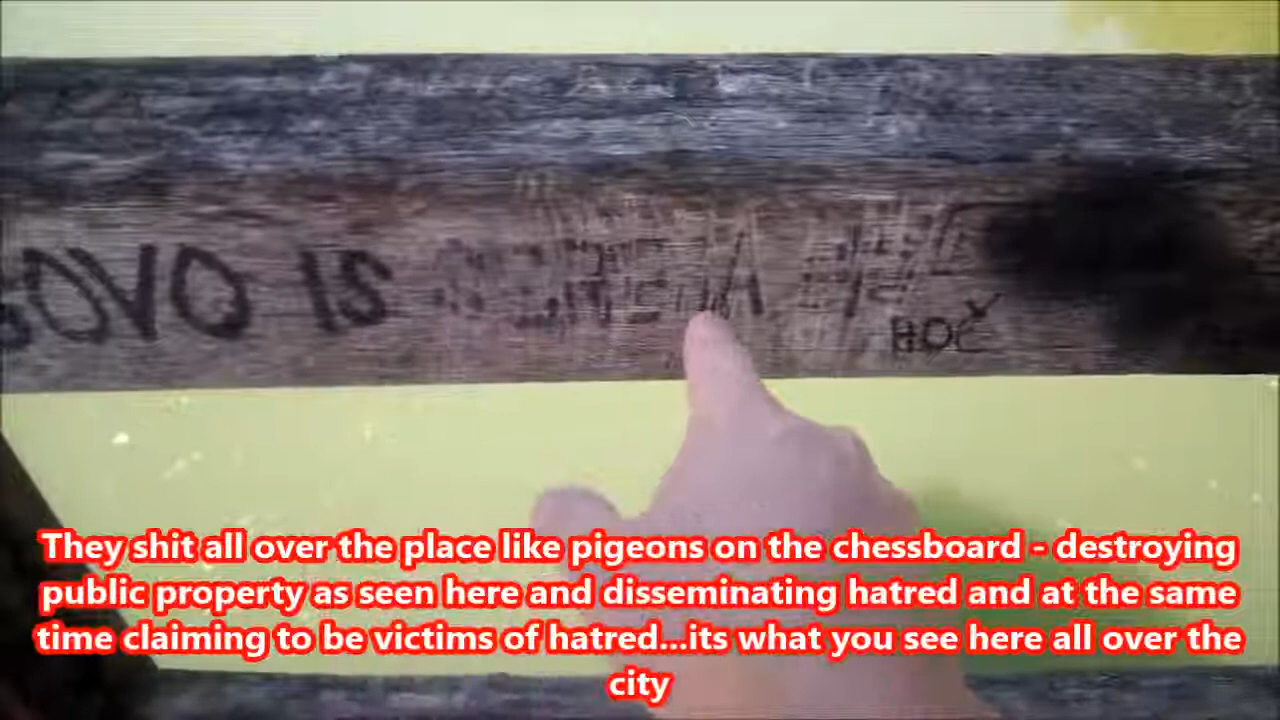 OVO IS
HOC
They shit all over the place like pigeons on the chessboard - destroying
public property as seen here and disseminating hatred and at the same
time claiming to be victims of hatred...its what you see here all over the
city